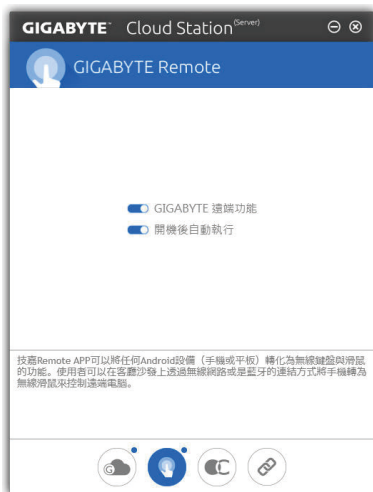 GIGABYTE™ Cloud Station (Server)
GIGABYTE Remote
GIGABYTE 遠端功能
開機後自動執行
技嘉Remote APP可以將任何Android設備（手機或平板）轉化為無線鍵盤與滑鼠
的功能。使用者可以在客廳沙發上透過無線網路或是藍牙的連結方式將手機轉為
無線滑鼠來控制遠端電腦。
G